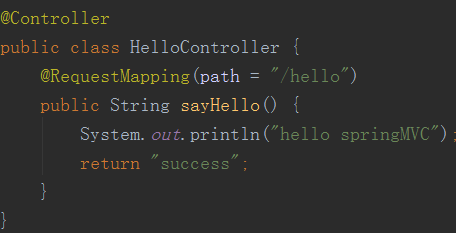 @Controller
public class HelloController {
    @RequestMapping(path = "/hello")
    public String sayHello() {
        System.out.println("hello springMVC");
        return "success";
    }
}